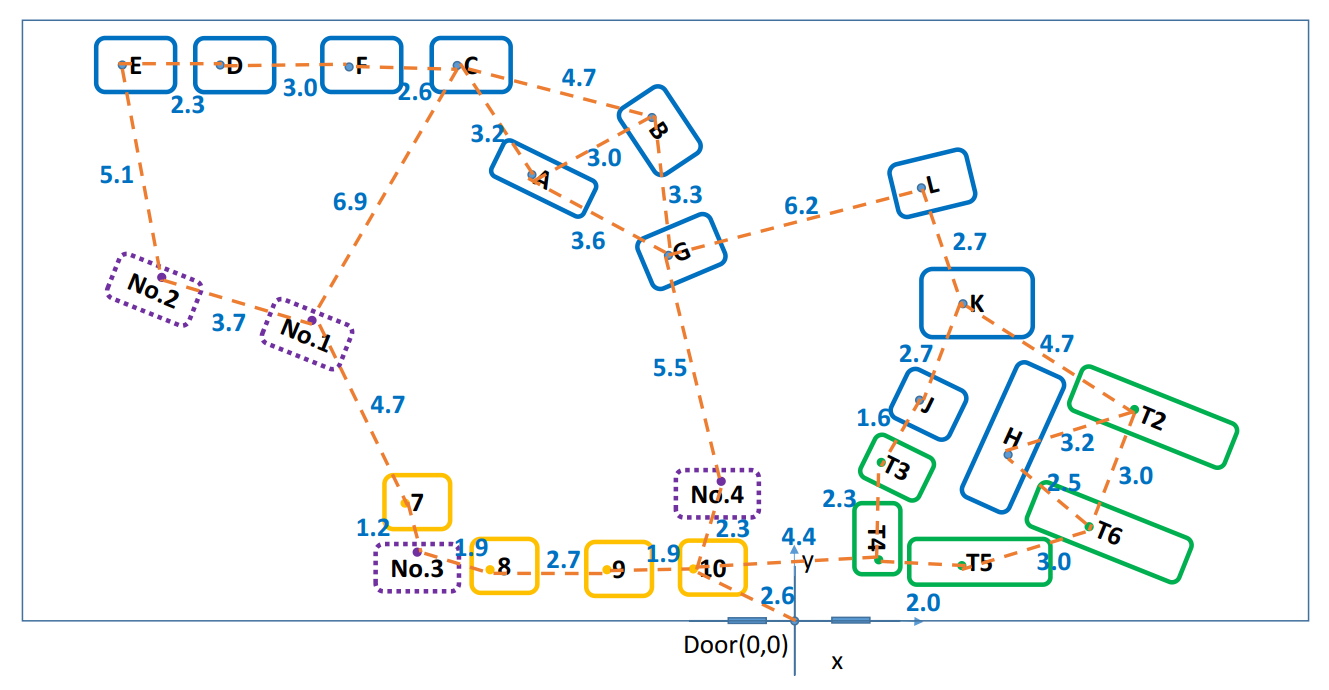 E
D
F
C
2.3
3.0
2.6
4.7
B
3.2
3.0
A
5.1
6.9
3.3
L
6.2
3.6
G
2.7
No.2
3.7
No.1
K
5.5
2.7
4.7
4.7
J
1.6
T2
H
3.2
T3
2.5
3.0
7
No.4
2.3
1.2
2.3
T4
T6
No.3
1.9
8
2.7
9
1.9
10
4.4
y
T5
3.0
2.6
2.0
Door(0,0)
x